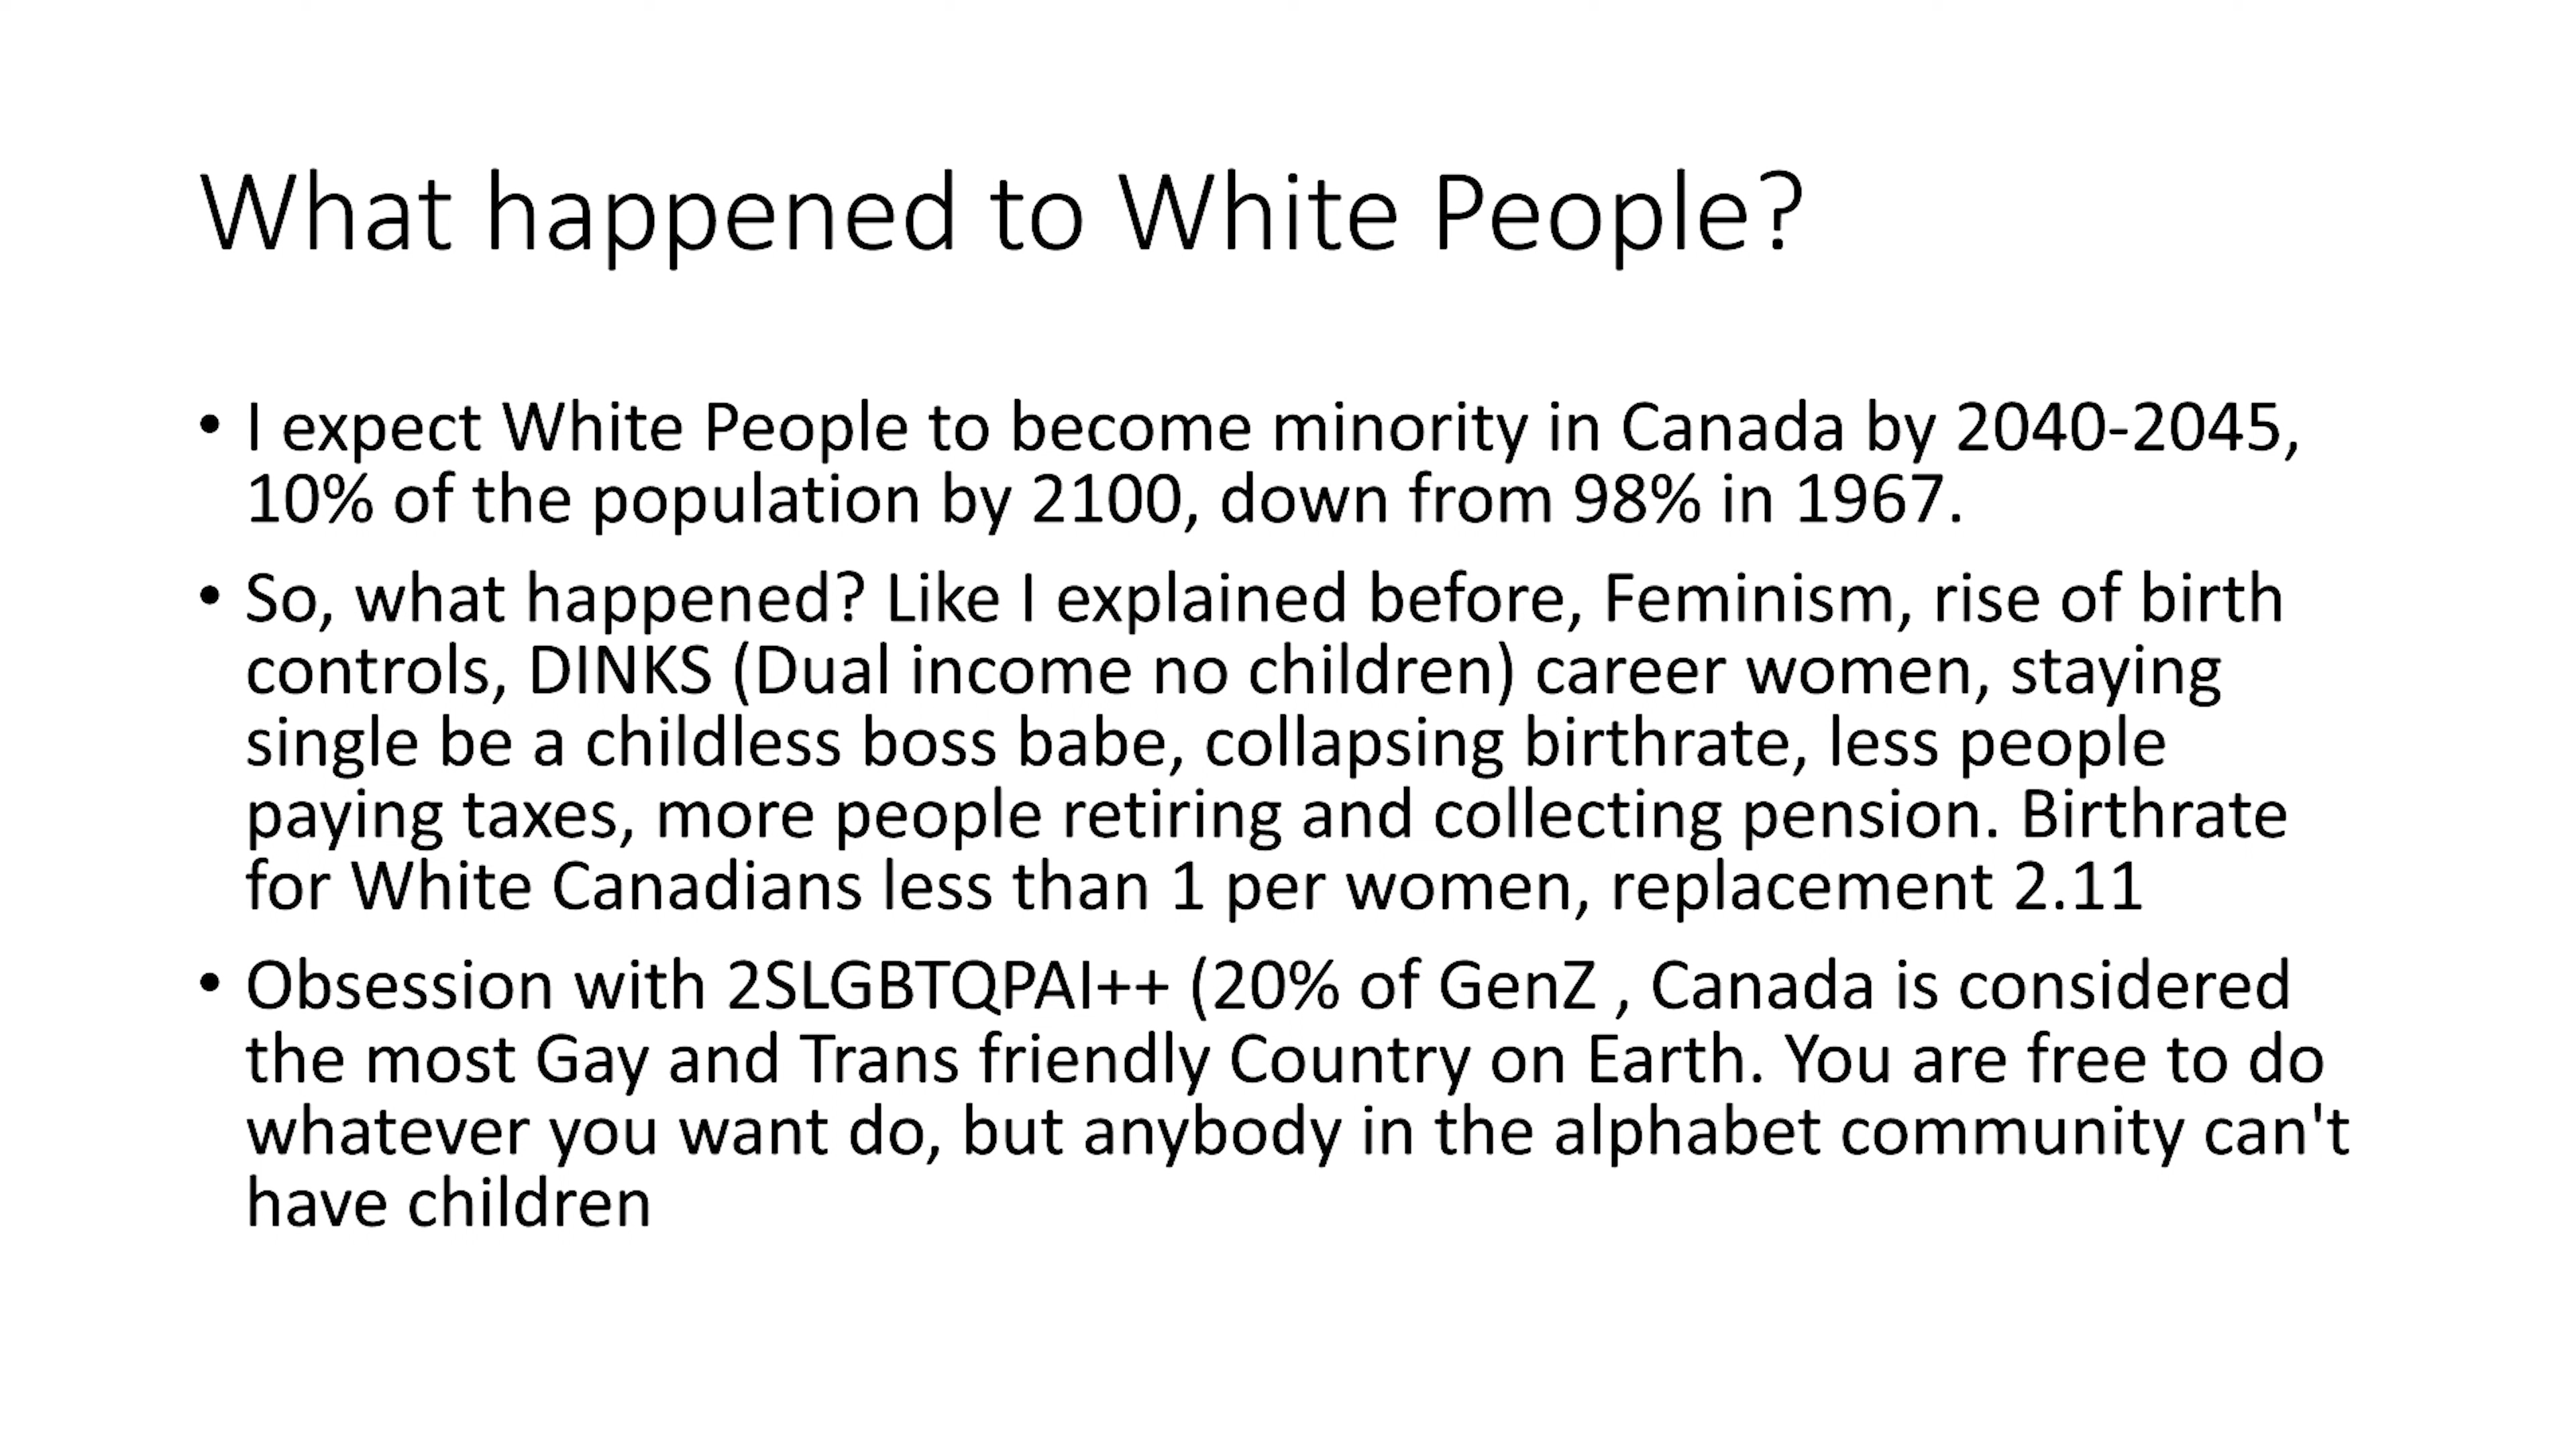 What happened to White People?
• I expect White People to become minority in Canada by 2040-2045,
10% of the population by 2100, down from 98% in 1967.
• So, what happened? Like I explained before, Feminism, rise of birth
controls, DINKS (Dual income no children) career women, staying
single be a childless boss babe, collapsing birthrate, less people
paying taxes, more people retiring and collecting pension. Birthrate
for White Canadians less than 1 per women, replacement 2.11
• Obsession with 2SLGBTQPAI++ (20% of GenZ , Canada is considered
the most Gay and Trans friendly Country on Earth. You are free to do
whatever you want do, but anybody in the alphabet community can't
have children